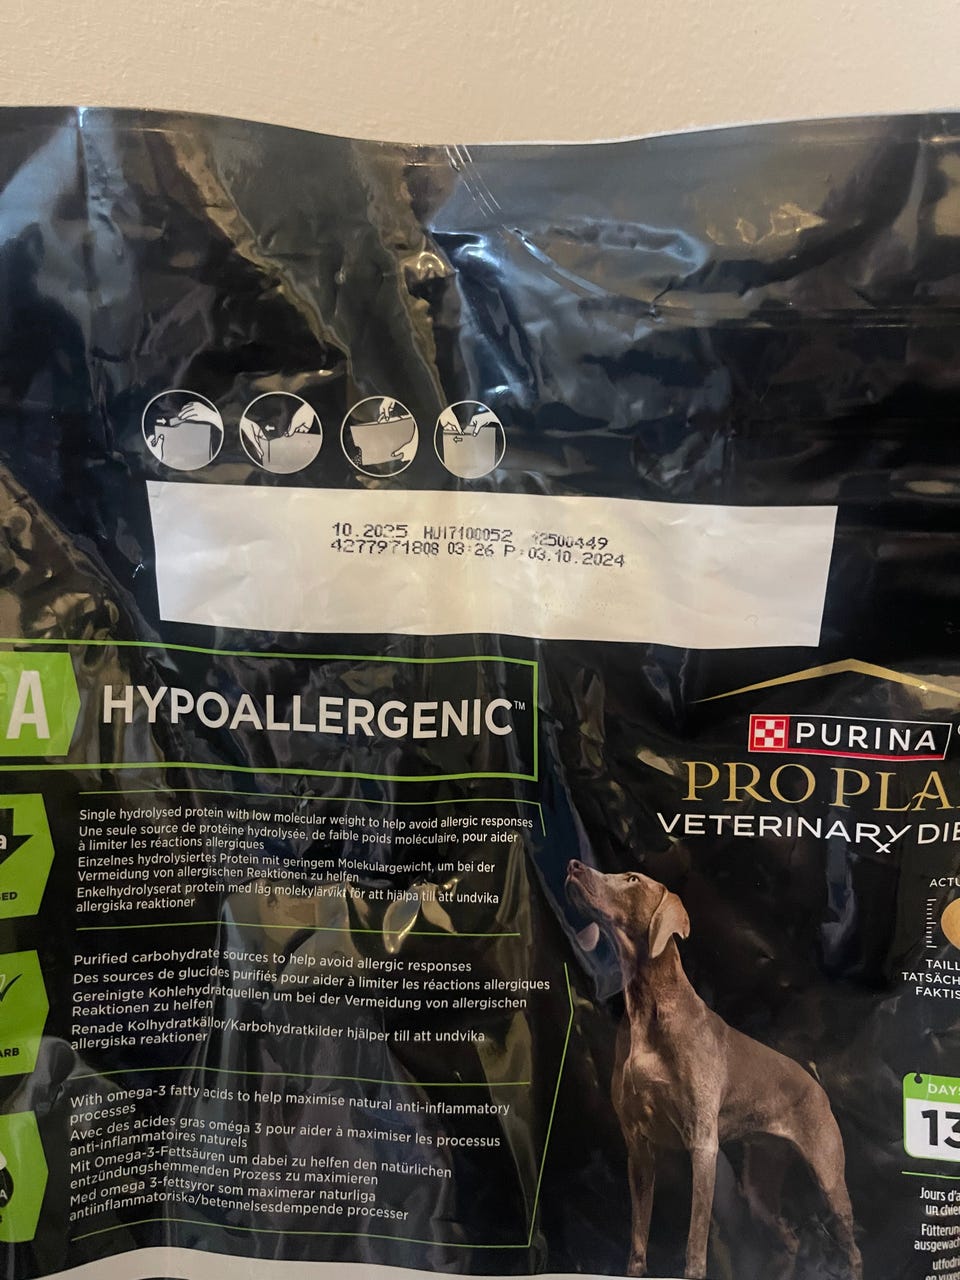 10.2025 HU17100052 12500449
4277971808 03:26 P:03.10.2024
HA HYPOALLERGENIC™
PURINA
PRO PLA
VETERINARY DIE
Single hydrolysed protein with low molecular weight to help avoid allergic responses
Une seule source de protéine hydrolysée, de faible poids moléculaire, pour aider
à limiter les réactions allergiques
Einzelnes hydrolysiertes Protein mit geringem Molekulargewicht, um bei der
Vermeidung von allergischen Reaktionen zu helfen
Enkelhydrolyserat protein med låg molekylärvikt för att hjälpa till att undvika
allergiska reaktioner
Purified carbohydrate sources to help avoid allergic responses
Des sources de glucides purifiés pour aider à limiter les réactions allergiques
Gereinigte Kohlehydratquellen um bei der Vermeidung von allergischen
Reaktionen zu helfen
Renade Kolhydratkällor/Karbohydratkilder hjälper till att undvika
allergiska reaktioner
ARB
With omega-3 fatty acids to help maximise natural anti-inflammatory
processes
Avec des acides gras oméga 3 pour aider à maximiser les processus
anti-inflammatoires naturels
Mit Omega-3-Fettsäuren um dabei zu helfen den natürlichen
entzündungshemmenden Prozess zu maximieren
Med omega 3-fettsyror som maximerar naturliga
antiinflammatoriska/betennelsesdempende processer
ACTU
TAILL
TATSÄCH
FAKTIS
DAYS
13
Jours d'a
un chien
Fütterun
ausgewach
utfodri